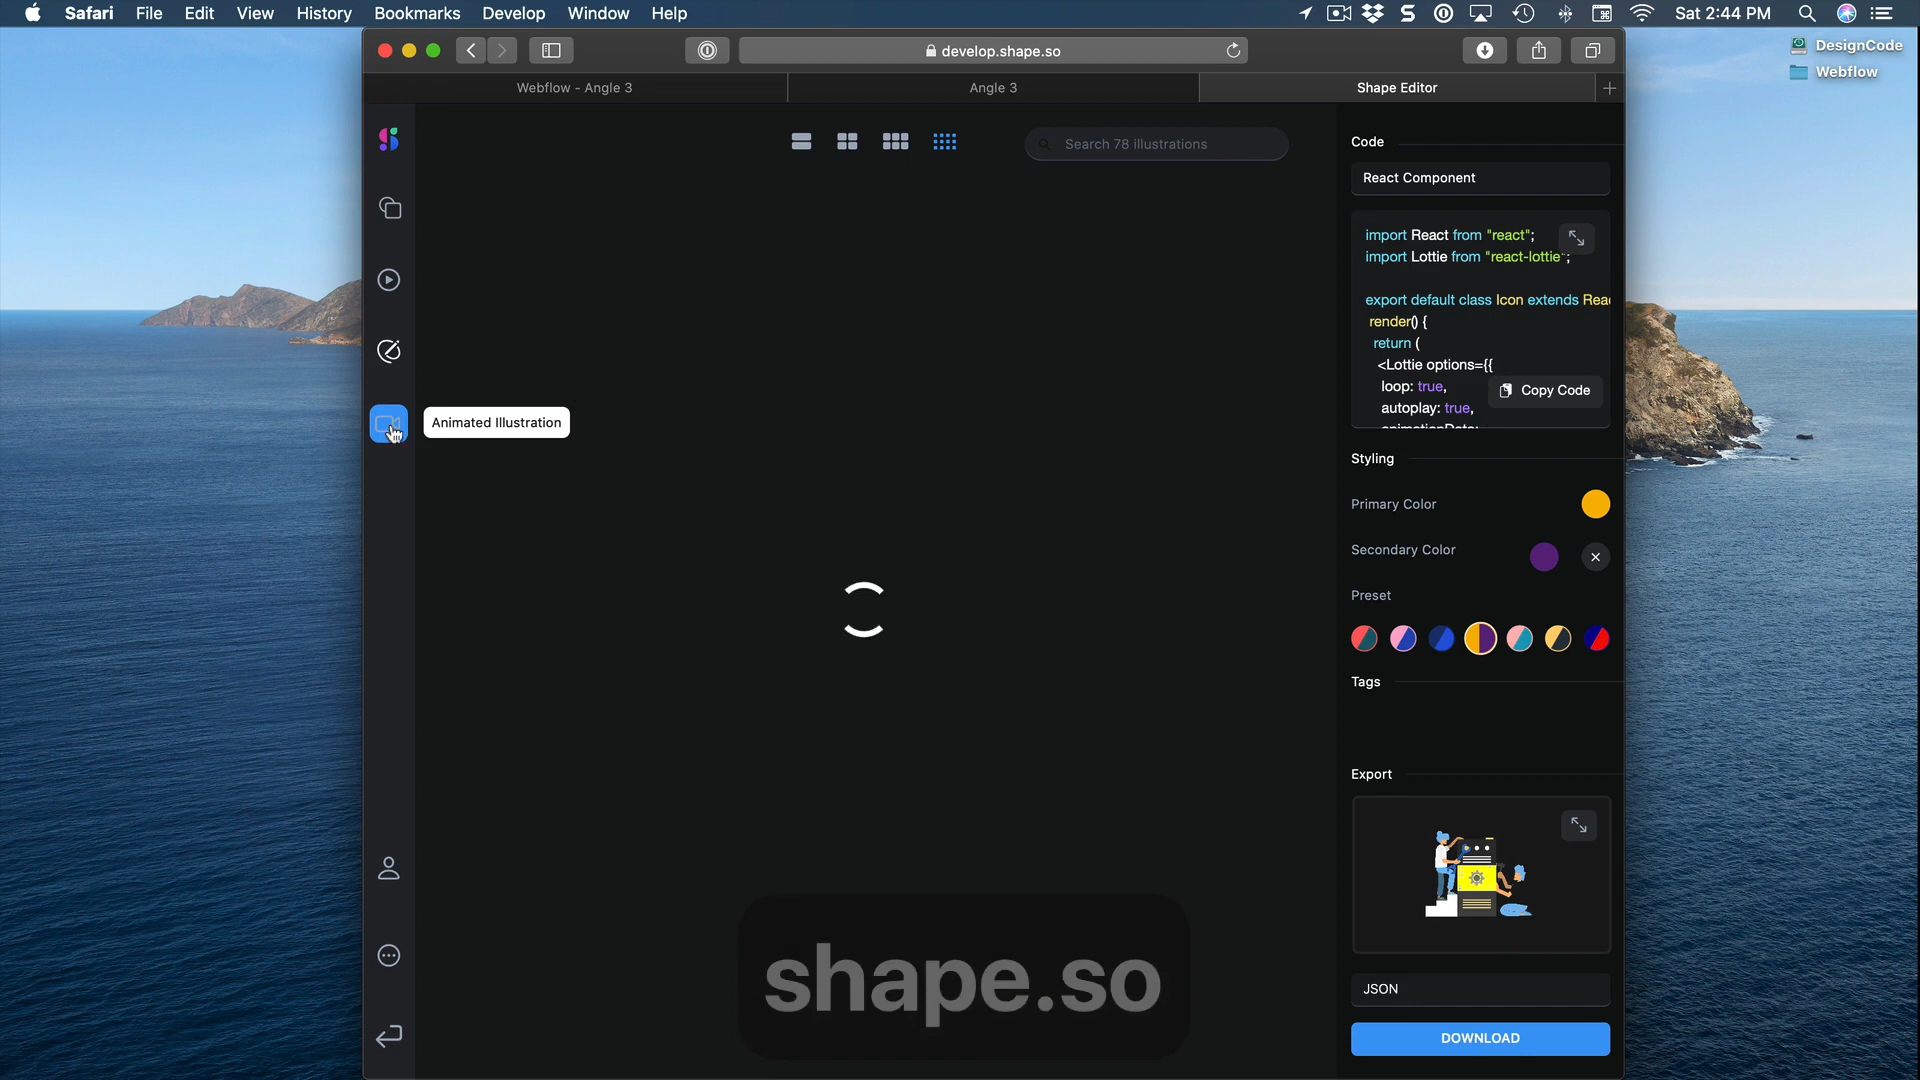 Safari File Edit View History Bookmarks Develop Window Help
Sat 2:44 PM
DesignCode
Webflow
develop.shape.so
Webflow - Angle 3
Angle 3
Shape Editor
Search 78 illustrations
Animated Illustration
Code
React Component
import React from "react";
import Lottie from "react-lottie";
export default class Icon extends Reac
render() {
return (
<Lottie options={{
loop: true,
autoplay: true,
animationData:
Copy Code
Styling
Primary Color
Secondary Color
Preset
Tags
Export
JSON
DOWNLOAD
shape.so